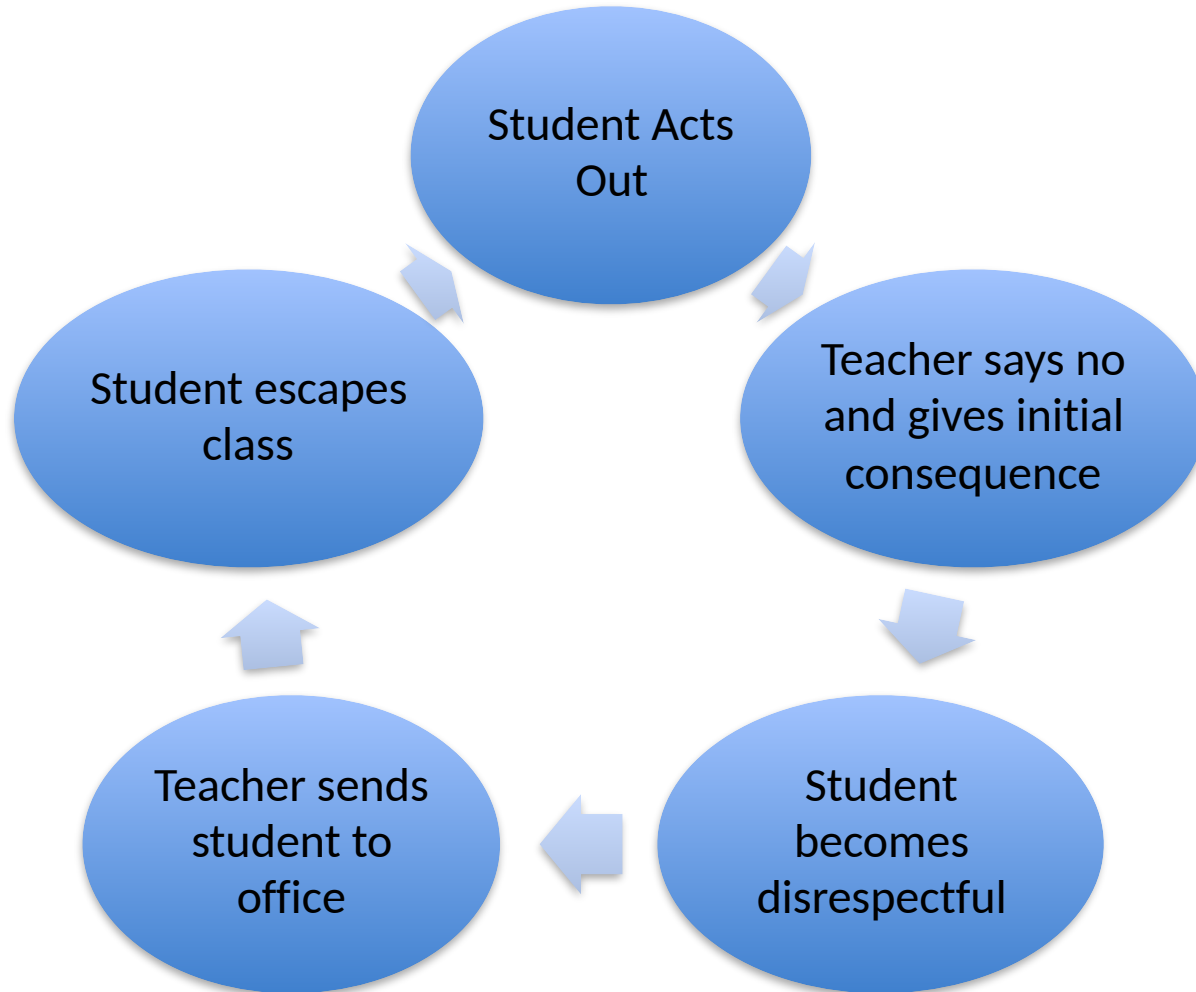 Student Acts
Out
Teacher says no
and gives initial
consequence
Student
becomes
disrespectful
Teacher sends
student to
office
Student escapes
class